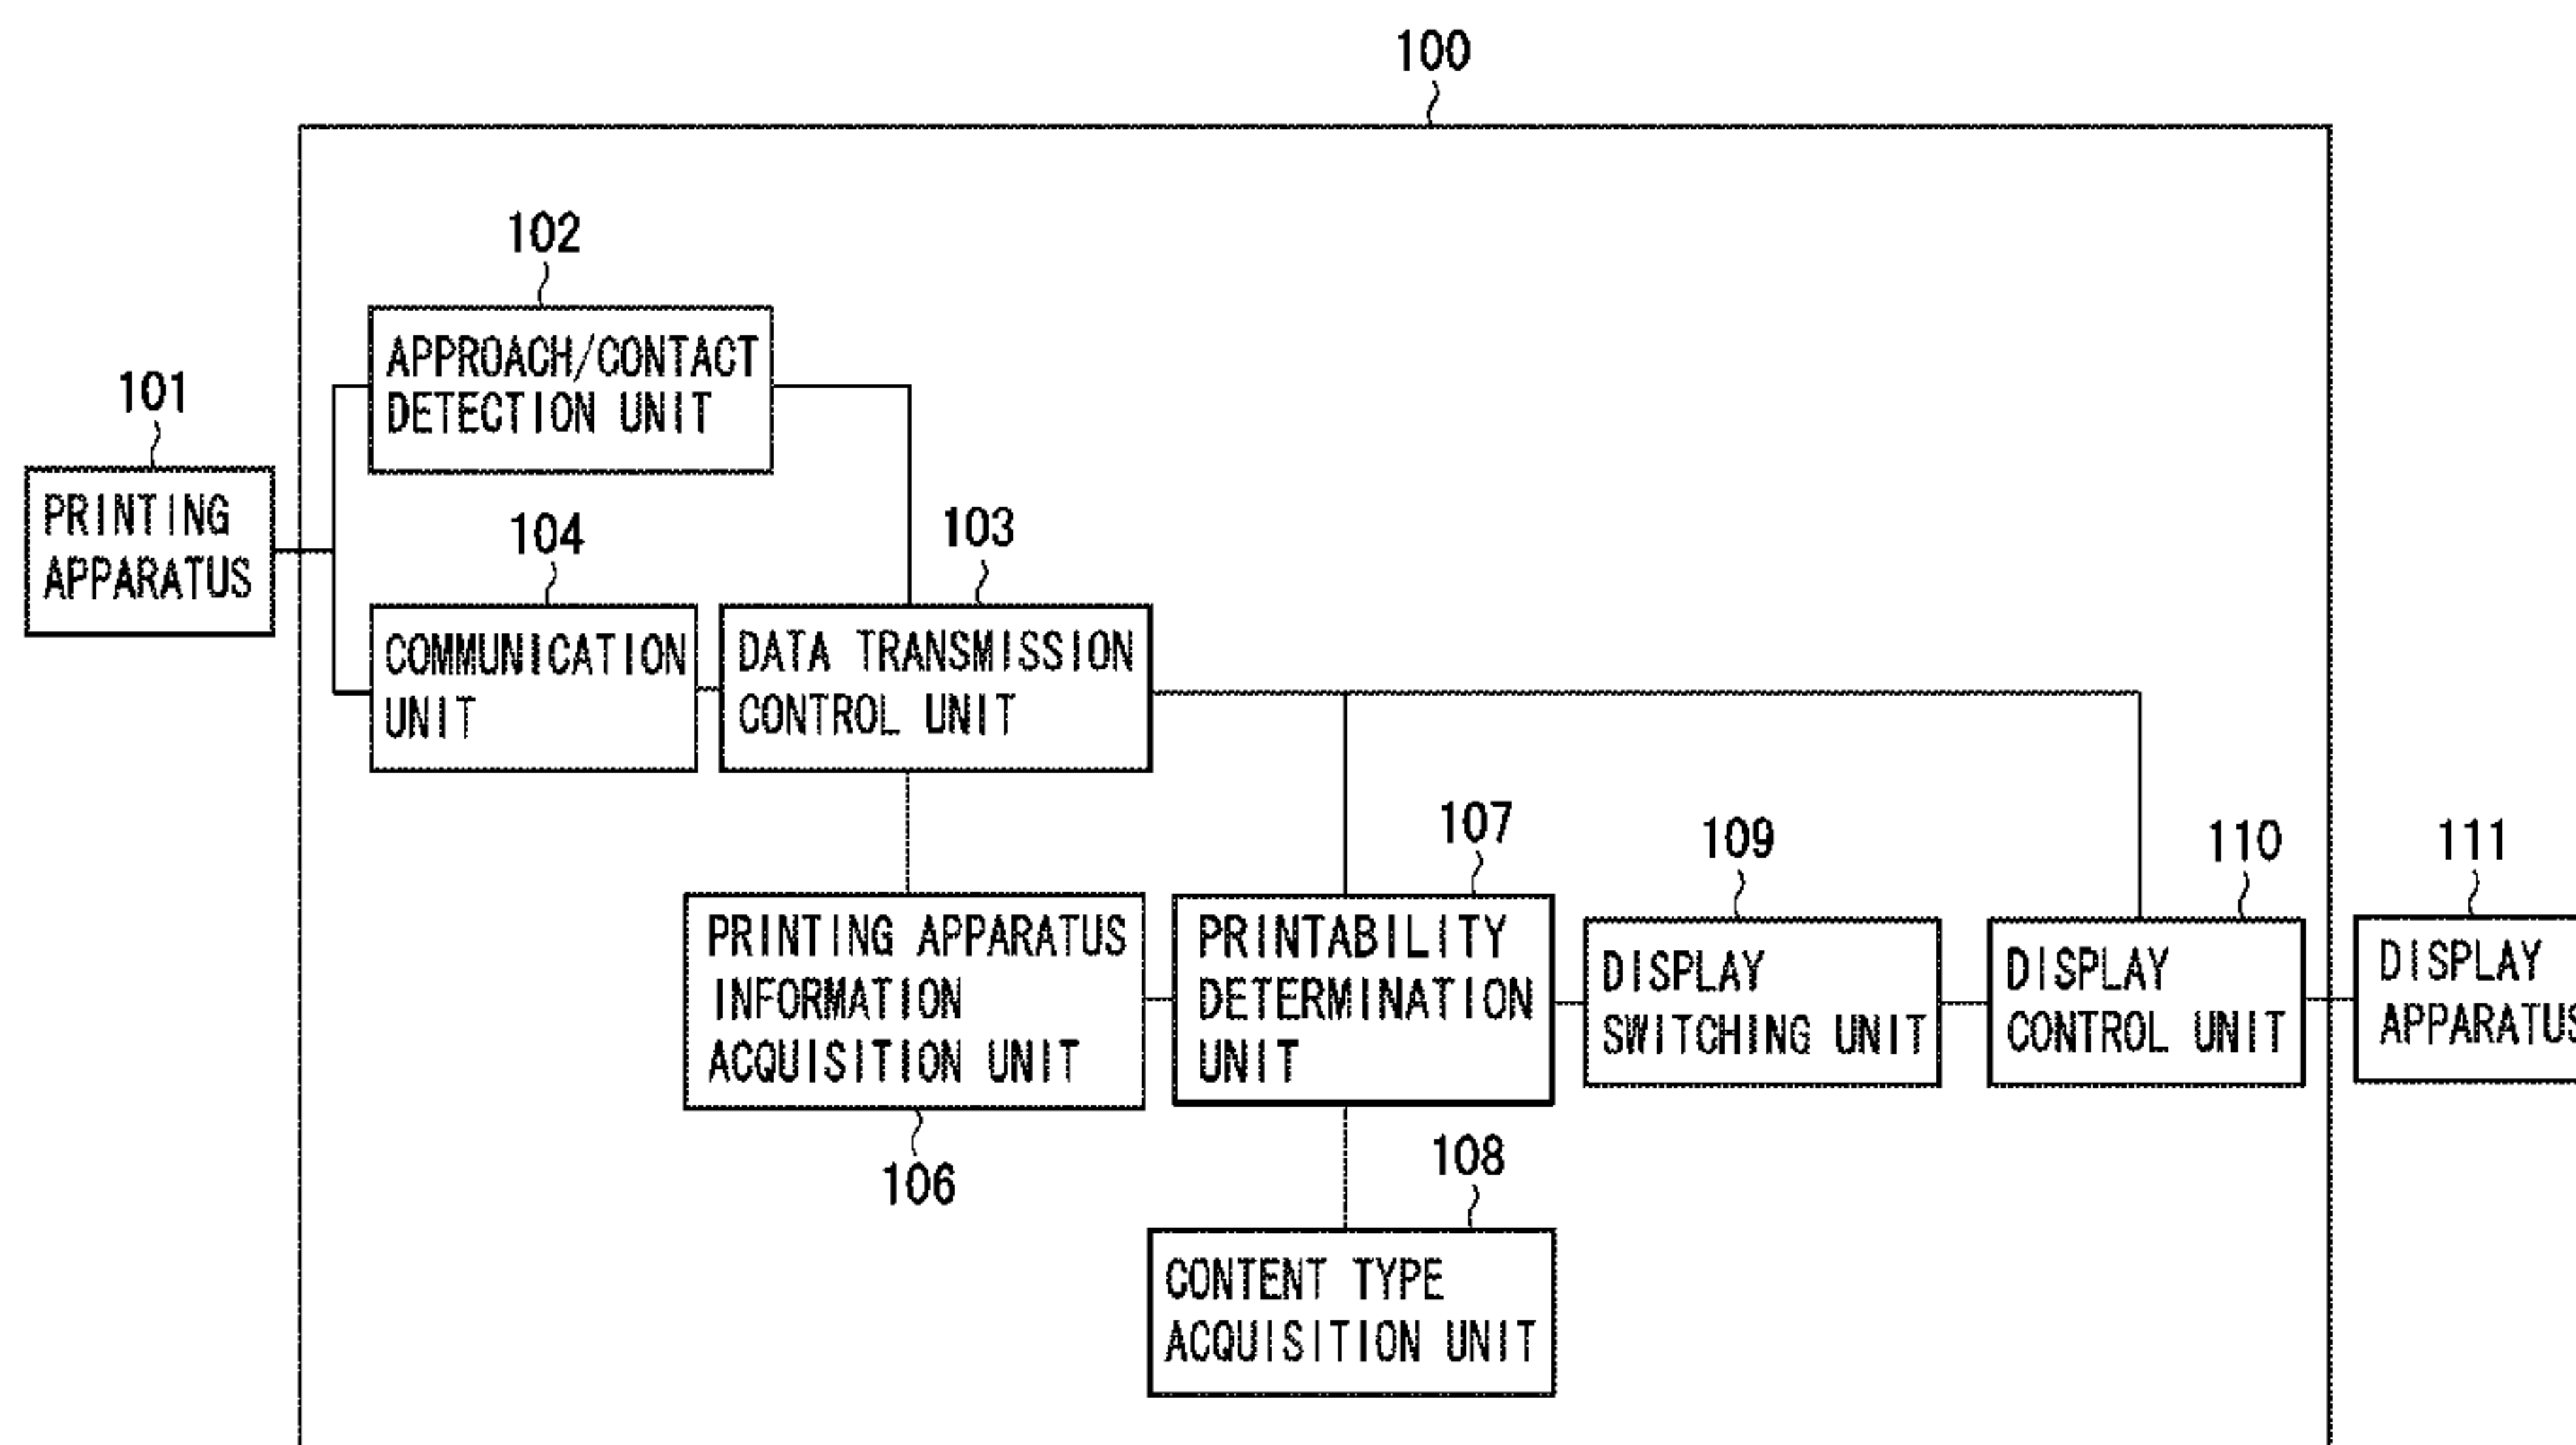 100
102
APPROACH/CONTACT
DETECTION UNIT
101
PRINTING
APPARATUS
104
COMMUNICATION
UNIT
103
DATA TRANSMISSION
CONTROL UNIT
107
PRINTABILITY
DETERMINATION
UNIT
109
DISPLAY
SWITCHING UNIT
110
DISPLAY
CONTROL UNIT
111
DISPLAY
APPARATUS
PRINTING APPARATUS
INFORMATION
ACQUISITION UNIT
106
108
CONTENT TYPE
ACQUISITION UNIT